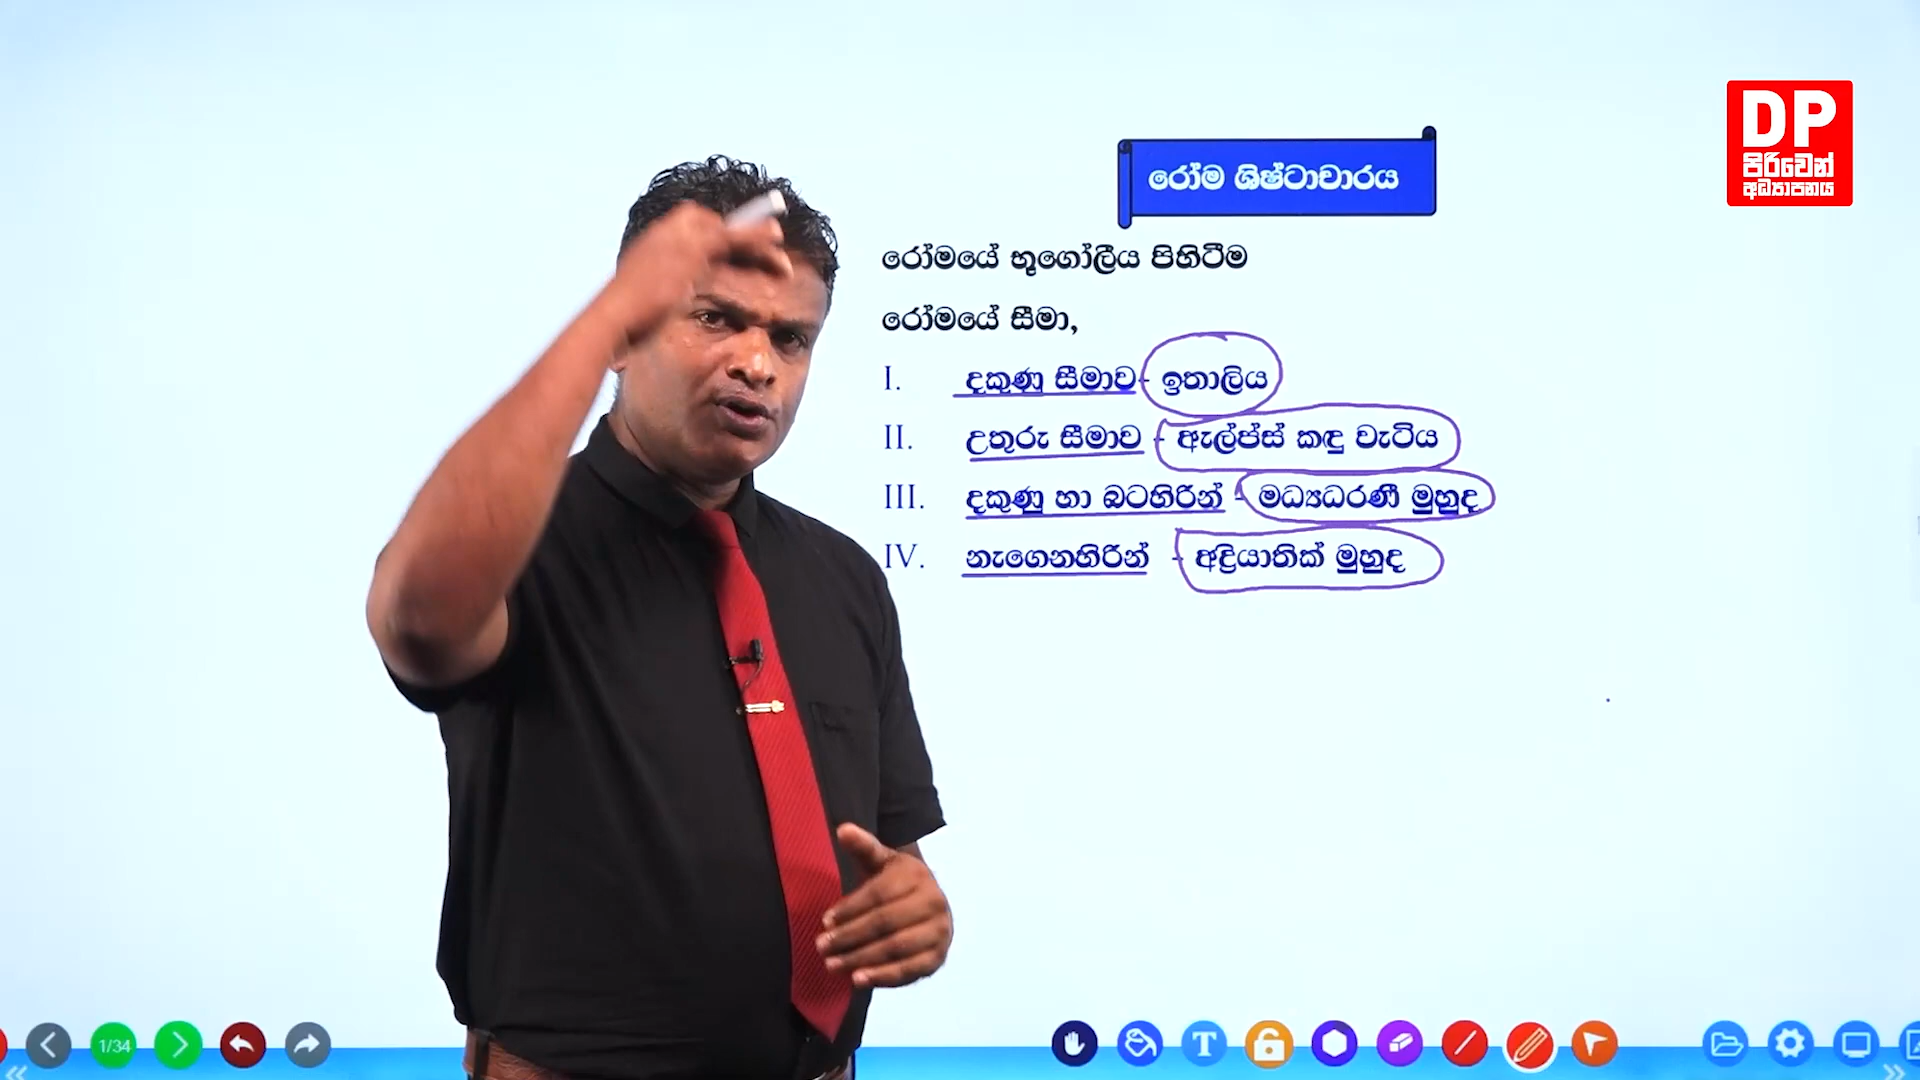 DP
පිරිවෙන්
අධ්‍යාපනය
රෝම ශිෂ්ටාචාරය
රෝමයේ භූගෝලීය පිහිටීම
රෝමයේ සීමා,
I. දකුණු සීමාව - ඉතාලිය
II. උතුරු සීමාව - ඇල්ප්ස් කඳු වැටිය
III. දකුණු හා බටහිරින් - මධ්‍යධරණී මුහුද
IV. නැගෙනහිරින් - අද්‍රියාතික් මුහුද
1/34
T